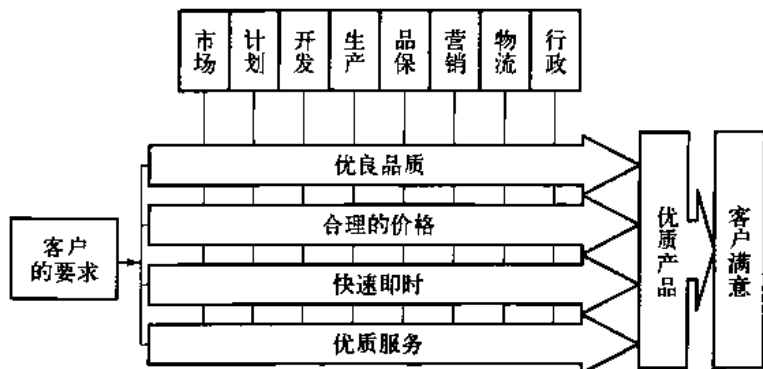 市场
计划
开发
生产
品保
营销
物流
行政
优良品质
合理的价格
快速即时
优质服务
客户
的要求
优质产品
客户满意